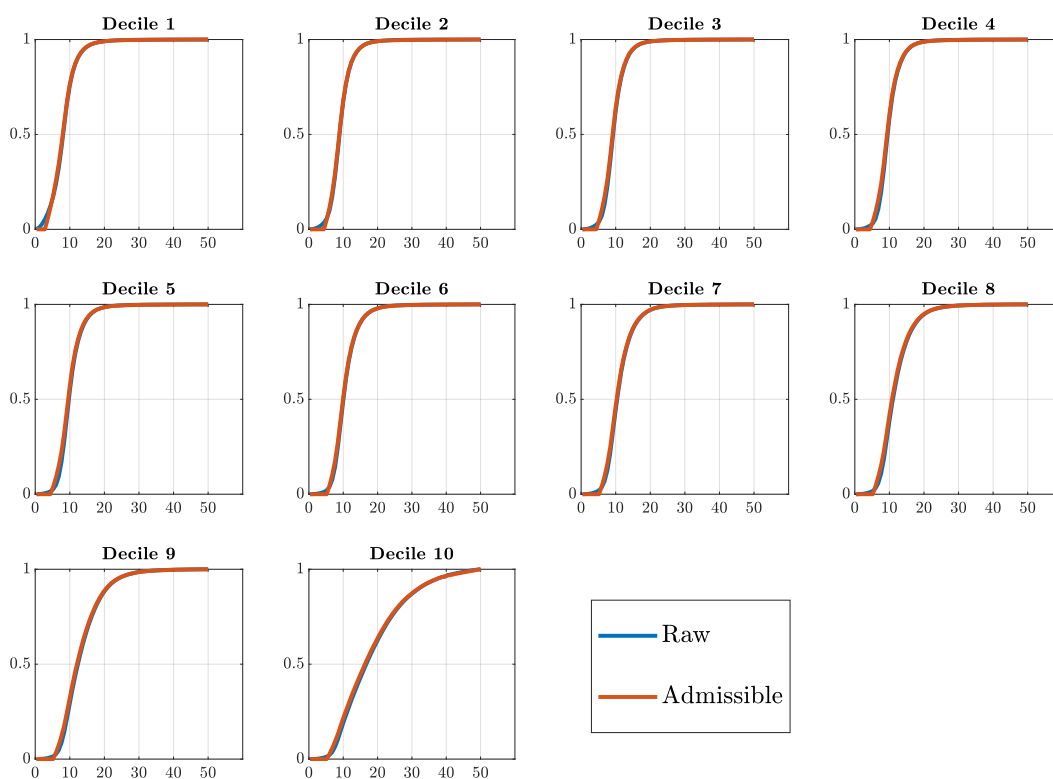 Decile 1 Decile 2 Decile 3 Decile 4
1 1 1 1
0.5 0.5 0.5 0.5
0 0 0 0
0 10 20 30 40 50 0 10 20 30 40 50 0 10 20 30 40 50 0 10 20 30 40 50
Decile 5 Decile 6 Decile 7 Decile 8
1 1 1 1
0.5 0.5 0.5 0.5
0 0 0 0
0 10 20 30 40 50 0 10 20 30 40 50 0 10 20 30 40 50 0 10 20 30 40 50
Decile 9 Decile 10
1 1
Raw
0.5 0.5
Admissible
0 0
0 10 20 30 40 50 0 10 20 30 40 50